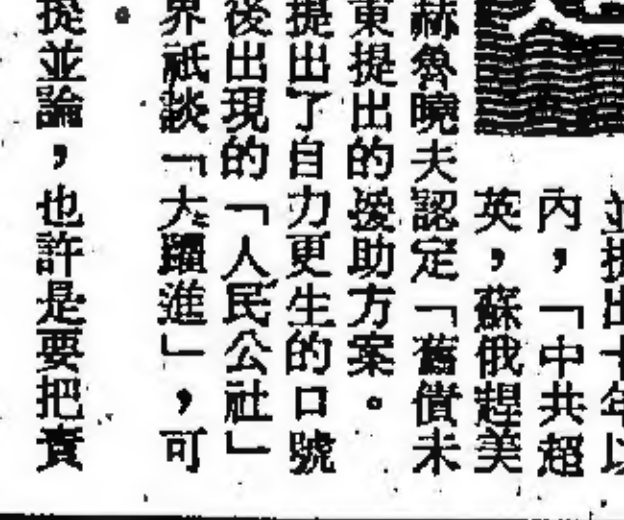 並提出十年以
內，「中共超
英，蘇俄趕美
赫魯曉夫認定「舊債未
東提出的援助方案。
提出了自力更生的口號
後出現的「人民公社」
界祇談「大躍進」，可
。
提並論，也許是要把責